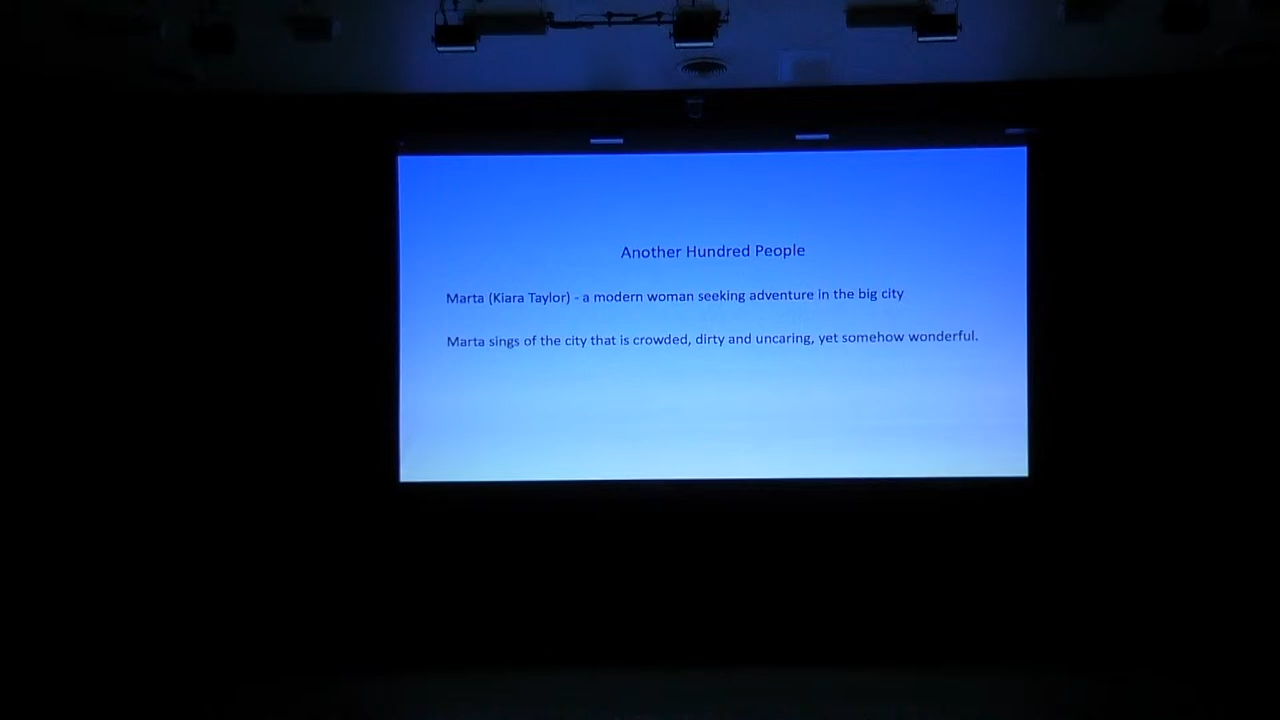 Another Hundred People
Marta (Kiara Taylor) - a modern woman seeking adventure in the big city
Marta sings of the city that is crowded, dirty and uncaring, yet somehow wonderful.